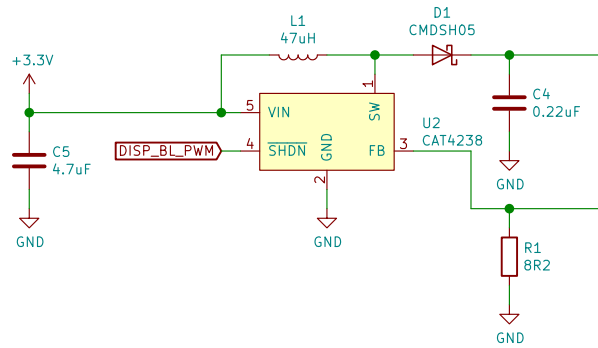 L1
47uH
D1
CMDSH05
+3.3V
5
VIN
1
SW
C4
0.22uF
C5
4.7uF
DISP_BL_PWM
4
SHDN
GND
2
FB
3
U2
CAT4238
GND
GND
GND
R1
8R2
GND